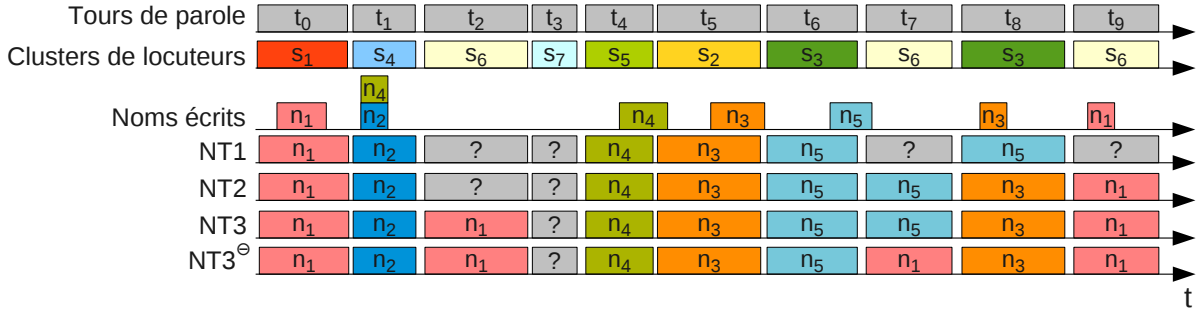 Tours de parole t₀ t₁ t₂ t₃ t₄ t₅ t₆ t₇ t₈ t₉
Clusters de locuteurs s₁ s₄ s₆ s₇ s₅ s₂ s₃ s₆ s₃ s₆
n₄
Noms écrits n₁ n₂ n₄ n₃ n₅ n₃ n₁
NT1 n₁ n₂ ? ? n₄ n₃ n₅ ? n₅ ?
NT2 n₁ n₂ ? ? n₄ n₃ n₅ n₅ n₃ n₁
NT3 n₁ n₂ n₁ ? n₄ n₃ n₅ n₅ n₃ n₁
NT3⊖ n₁ n₂ n₁ ? n₄ n₃ n₅ n₁ n₃ n₁
t